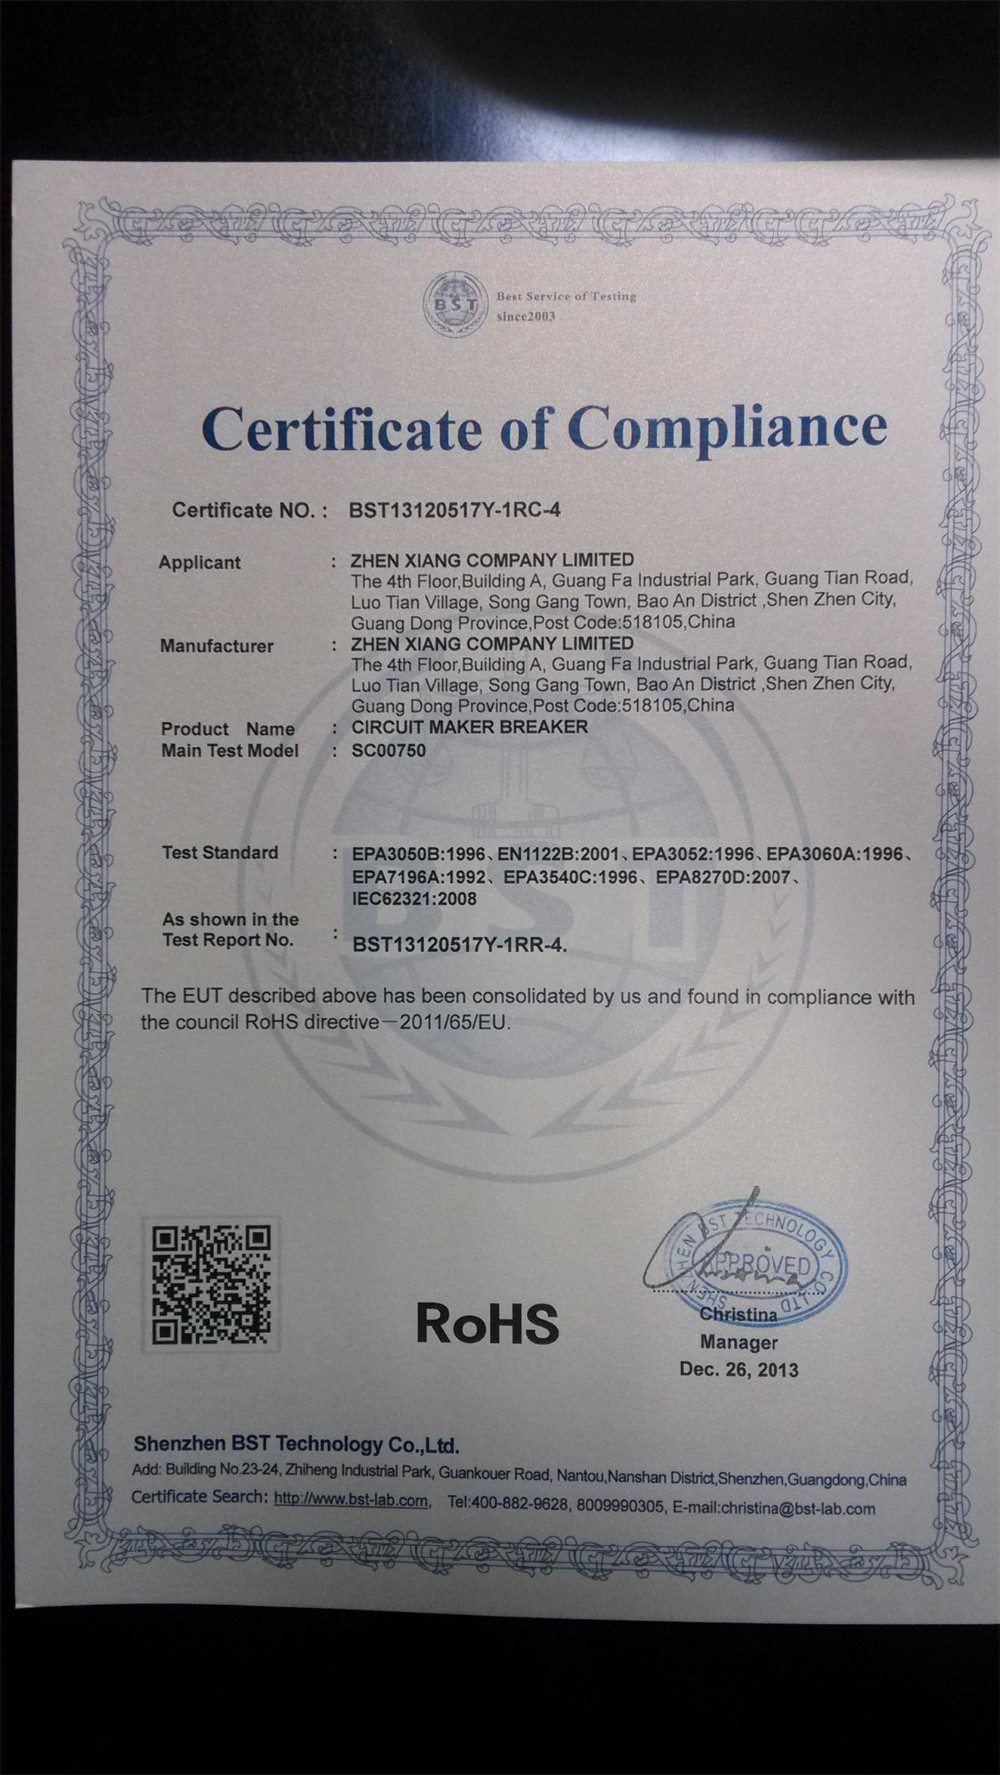 BST
Best Service of Testing
since2003
Certificate of Compliance
Certificate NO. : BST13120517Y-1RC-4
Applicant : ZHEN XIANG COMPANY LIMITED
The 4th Floor,Building A, Guang Fa Industrial Park, Guang Tian Road,
Luo Tian Village, Song Gang Town, Bao An District ,Shen Zhen City,
Guang Dong Province,Post Code:518105,China
Manufacturer : ZHEN XIANG COMPANY LIMITED
The 4th Floor,Building A, Guang Fa Industrial Park, Guang Tian Road,
Luo Tian Village, Song Gang Town, Bao An District ,Shen Zhen City,
Guang Dong Province,Post Code:518105,China
Product Name : CIRCUIT MAKER BREAKER
Main Test Model : SC00750
Test Standard : EPA3050B:1996、EN1122B:2001、EPA3052:1996、EPA3060A:1996、
EPA7196A:1992、EPA3540C:1996、EPA8270D:2007、
IEC62321:2008
As shown in the
Test Report No. : BST13120517Y-1RR-4.
BST
The EUT described above has been consolidated by us and found in compliance with
the council RoHS directive－2011/65/EU.
SHEN ZHEN BST TECHNOLOGY CO LTD
APPROVED
RoHS
Christina
Manager
Dec. 26, 2013
Shenzhen BST Technology Co.,Ltd.
Add: Building No.23-24, Zhiheng Industrial Park, Guankouer Road, Nantou,Nanshan District,Shenzhen,Guangdong,China
Certificate Search: http://www.bst-lab.com, Tel:400-882-9628, 8009990305, E-mail:christina@bst-lab.com